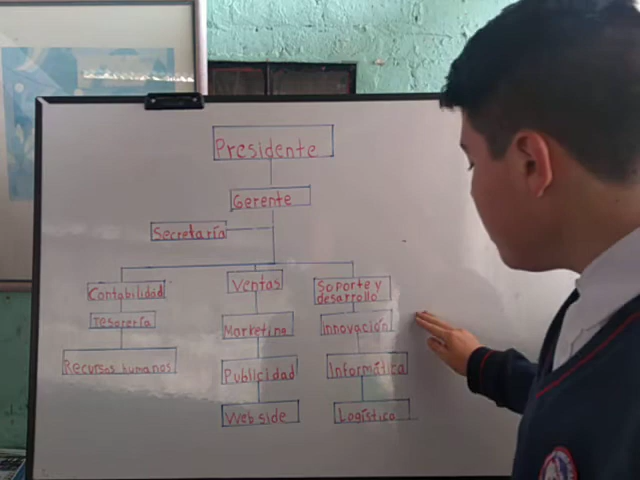 Presidente
Gerente
Secretaría
Contabilidad
Tesorería
Recursos humanos
Ventas
Marketing
Publicidad
Web side
Soporte y
desarrollo
Innovación
Informática
Logística